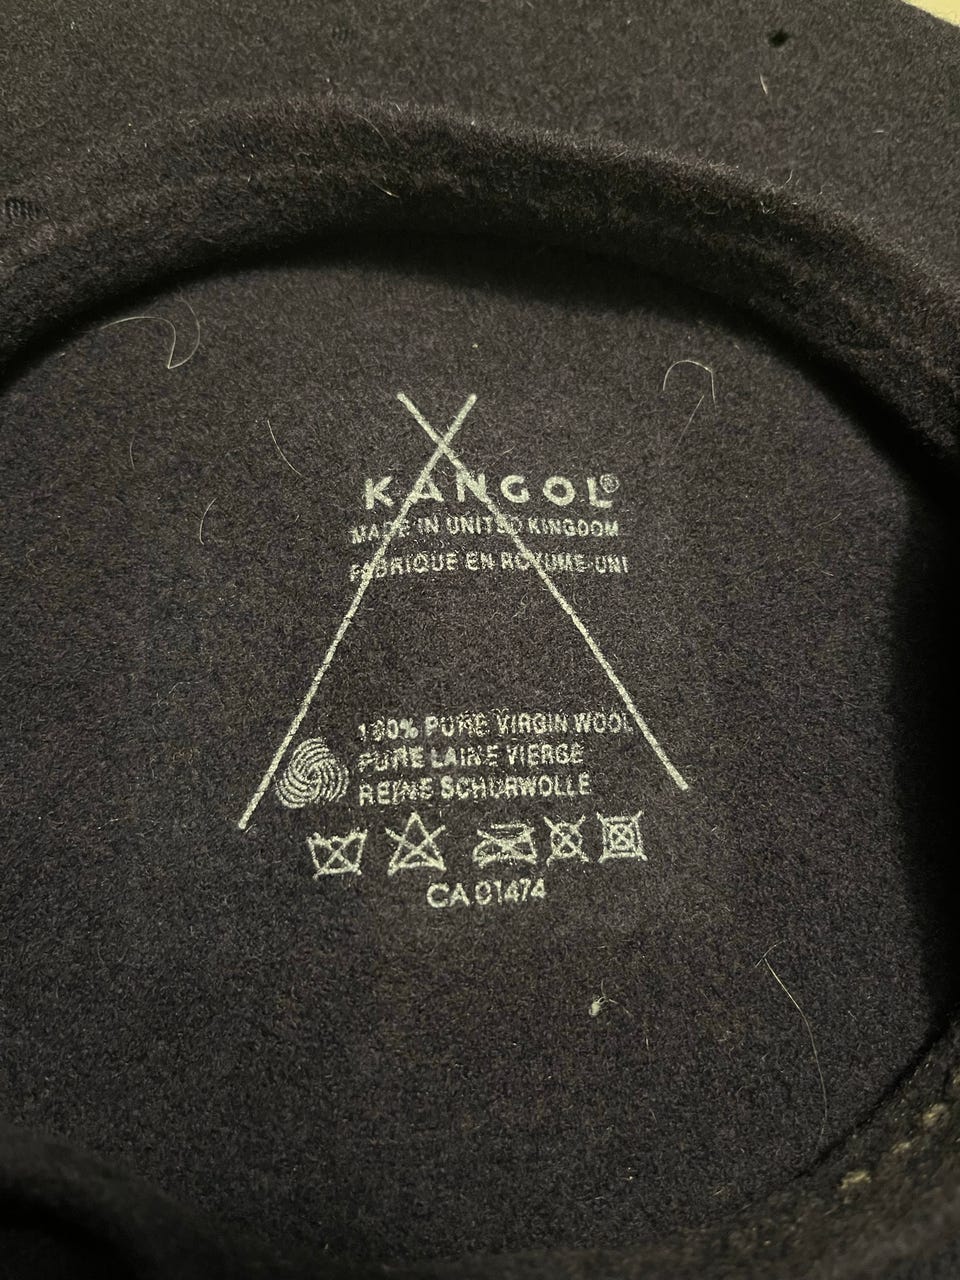 KANGOL®
MADE IN UNITED KINGDOM
FABRIQUE EN ROYUME-UNI
100% PURE VIRGIN WOOL
PURE LAINE VIERGE
REINE SCHURWOLLE
CA 01474